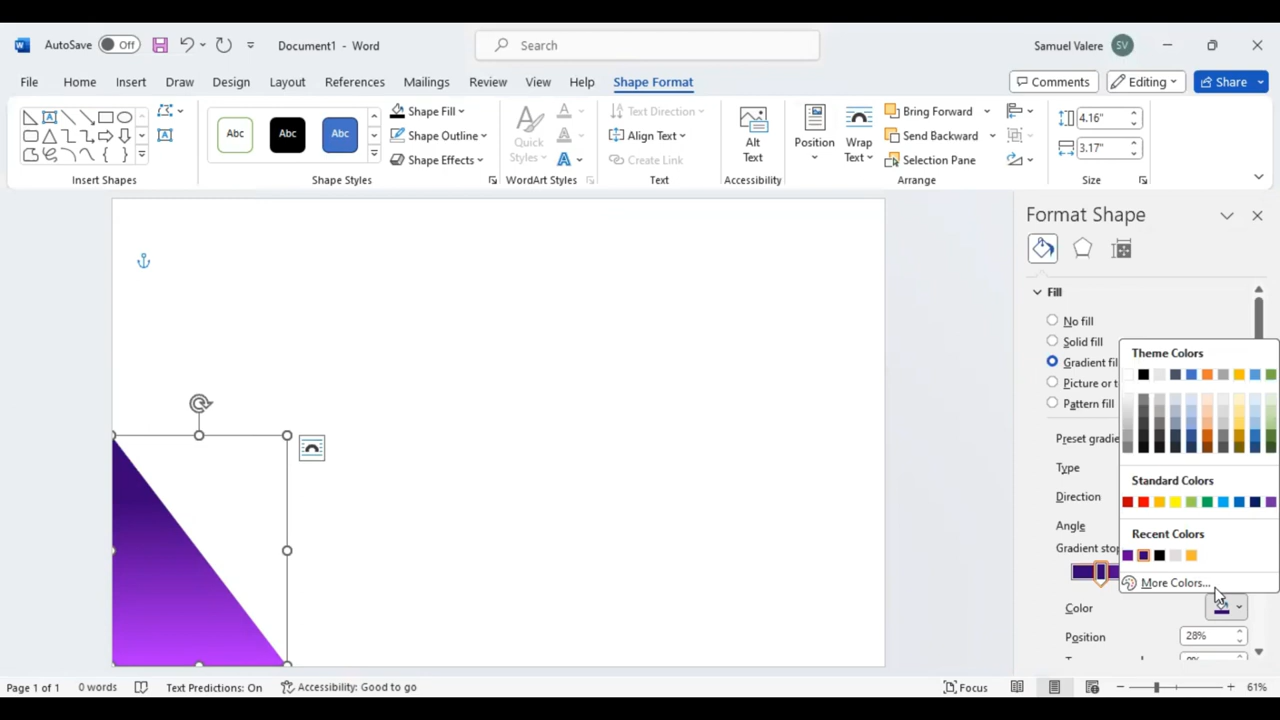 AutoSave Off Document1 - Word Search Samuel Valere SV
File Home Insert Draw Design Layout References Mailings Review View Help Shape Format Comments Editing Share
Abc Abc Abc
Shape Fill
Shape Outline
Shape Effects
Quick Styles
Text Direction
Align Text
Create Link
Alt Text
Position
Wrap Text
Bring Forward
Send Backward
Selection Pane
4.16"
3.17"
Insert Shapes Shape Styles WordArt Styles Text Accessibility Arrange Size
Format Shape
Fill
No fill
Solid fill
Gradient fil
Picture or t
Pattern fill
Preset gradie
Type
Direction
Angle
Gradient stop
Color
Position 28%
Theme Colors
Standard Colors
Recent Colors
More Colors...
Page 1 of 1 0 words Text Predictions: On Accessibility: Good to go Focus 61%